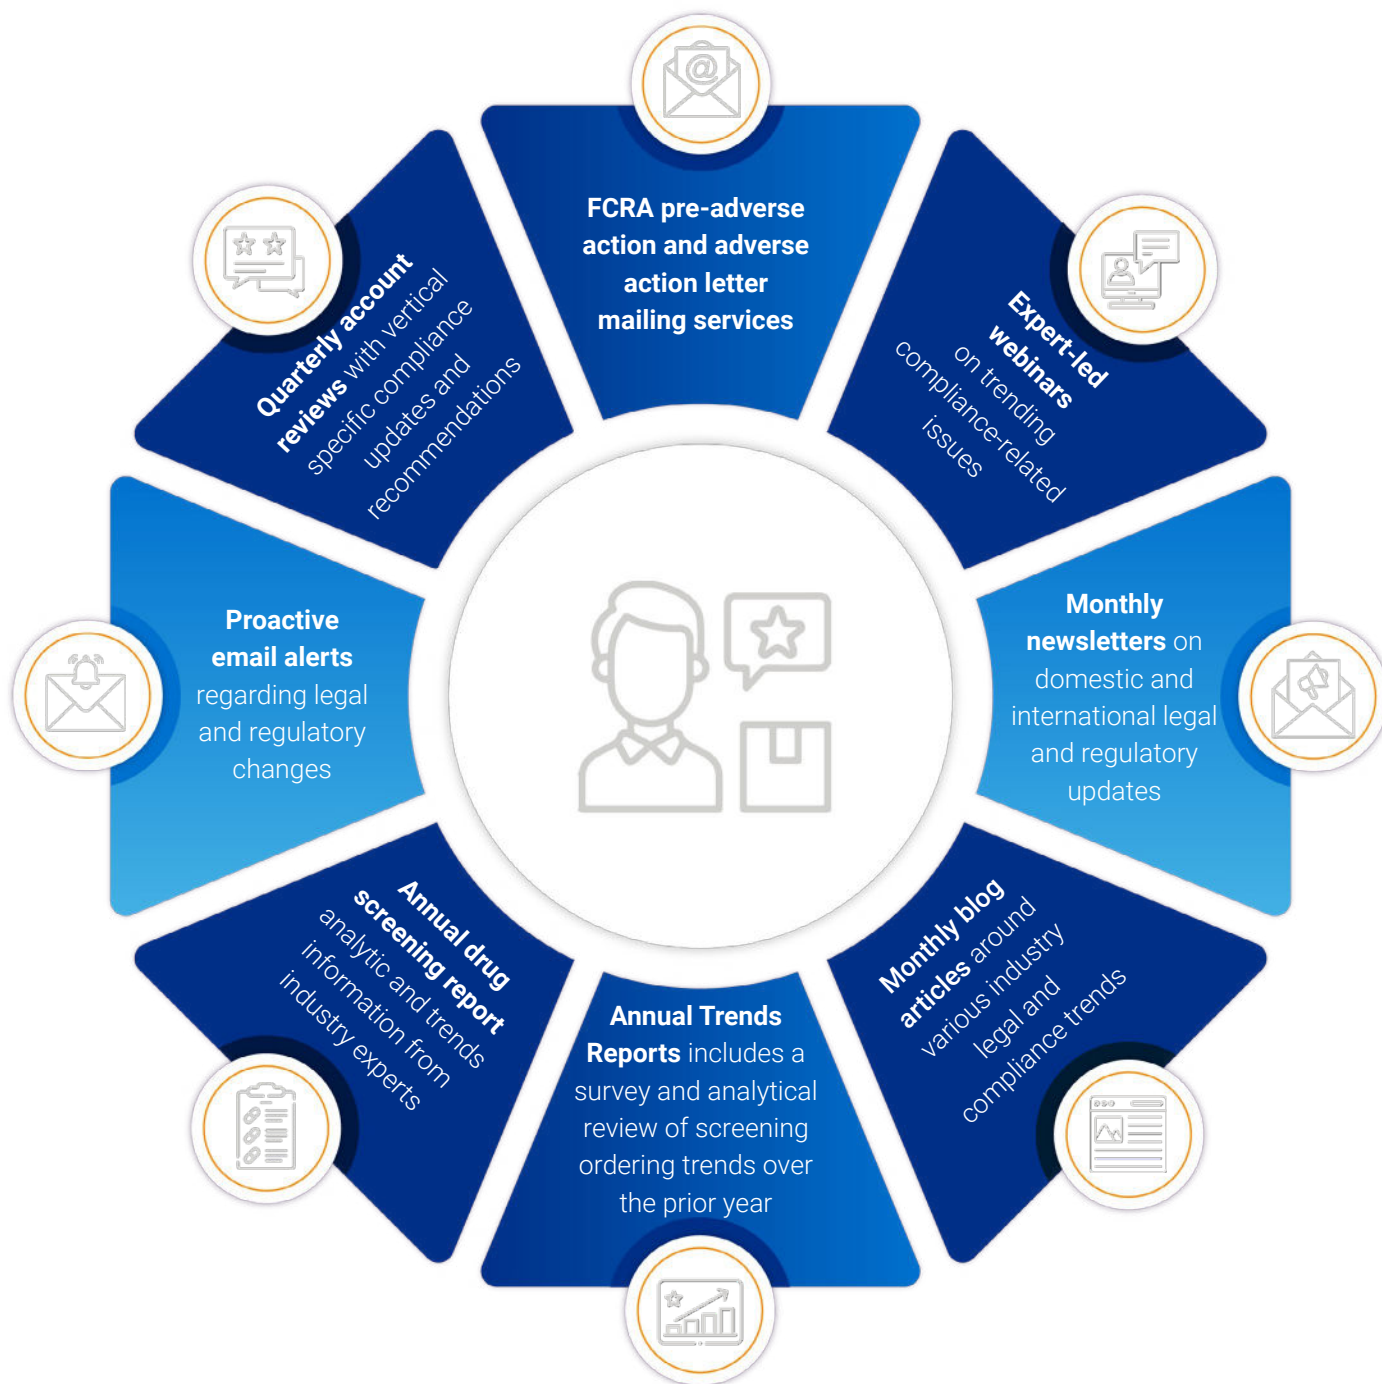 FCRA pre-adverse
action and adverse
action letter
mailing services
Expert-led
webinars
on trending
compliance-related
issues
Monthly
newsletters on
domestic and
international legal
and regulatory
updates
Monthly blog
articles around
various industry
legal and
compliance trends
Annual Trends
Reports includes a
survey and analytical
review of screening
ordering trends over
the prior year
Annual drug
screening report
analytic and trends
information from
industry experts
Proactive
email alerts
regarding legal
and regulatory
changes
Quarterly account
reviews with vertical
specific compliance
updates and
recommendations